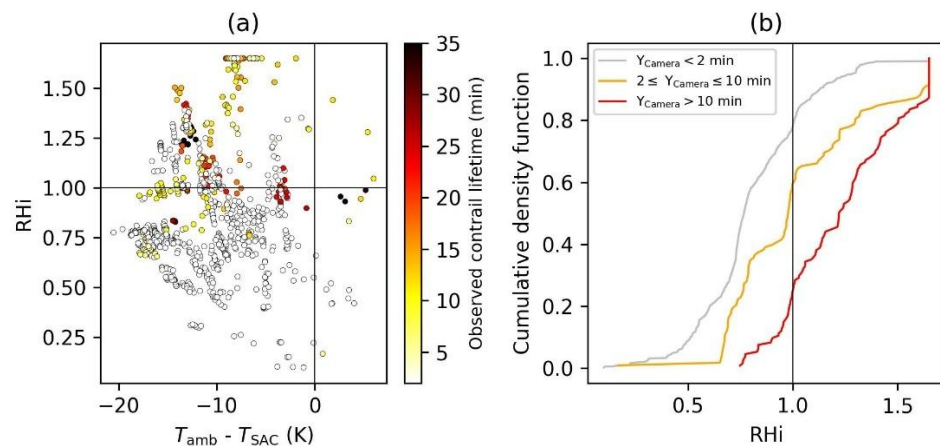 (a)
(b)
1.50
1.25
1.00
0.75
0.50
0.25
RHi
−20
−10
0
T_amb - T_SAC (K)
35
30
25
20
15
10
5
Observed contrail lifetime (min)
Y_Camera < 2 min
2 ≤ Y_Camera ≤ 10 min
Y_Camera > 10 min
1.0
0.8
0.6
0.4
0.2
0.0
Cumulative density function
0.5
1.0
1.5
RHi